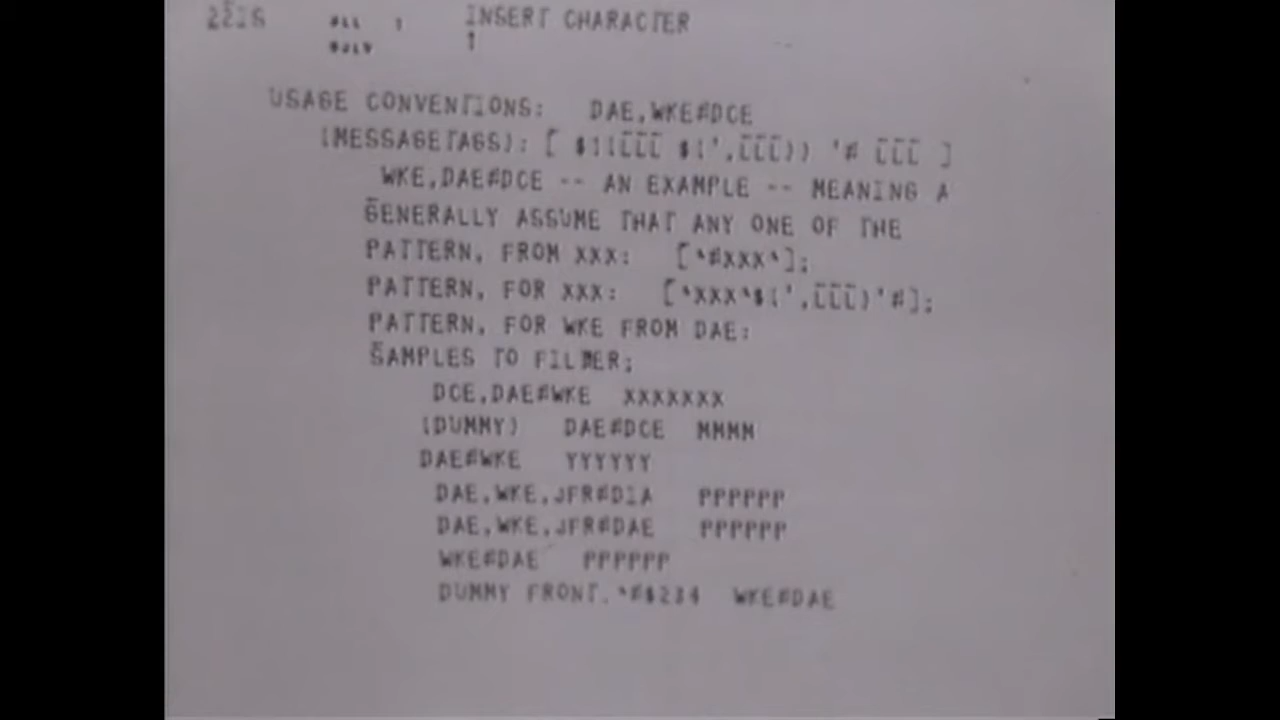 INSERT CHARACTER
USAGE CONVENTIONS: DAE,WKE#DCE
(MESSAGETAGS):
WKE,DAE#DCE -- AN EXAMPLE -- MEANING A
GENERALLY ASSUME THAT ANY ONE OF THE
PATTERN, FROM XXX: ['#XXX'];
PATTERN, FOR XXX:
PATTERN, FOR WKE FROM DAE:
SAMPLES TO FILDER;
DCE,DAE#WKE XXXXXXX
(DUMMY) DAE#DCE MMMM
DAE#WKE YYYYYY
DAE,WKE,JFR#DIA PPPPPP
DAE,WKE,JFR#DAE PPPPPP
WKE#DAE PPPPPP
DUMMY FRONT. '#$234 WKE#DAE